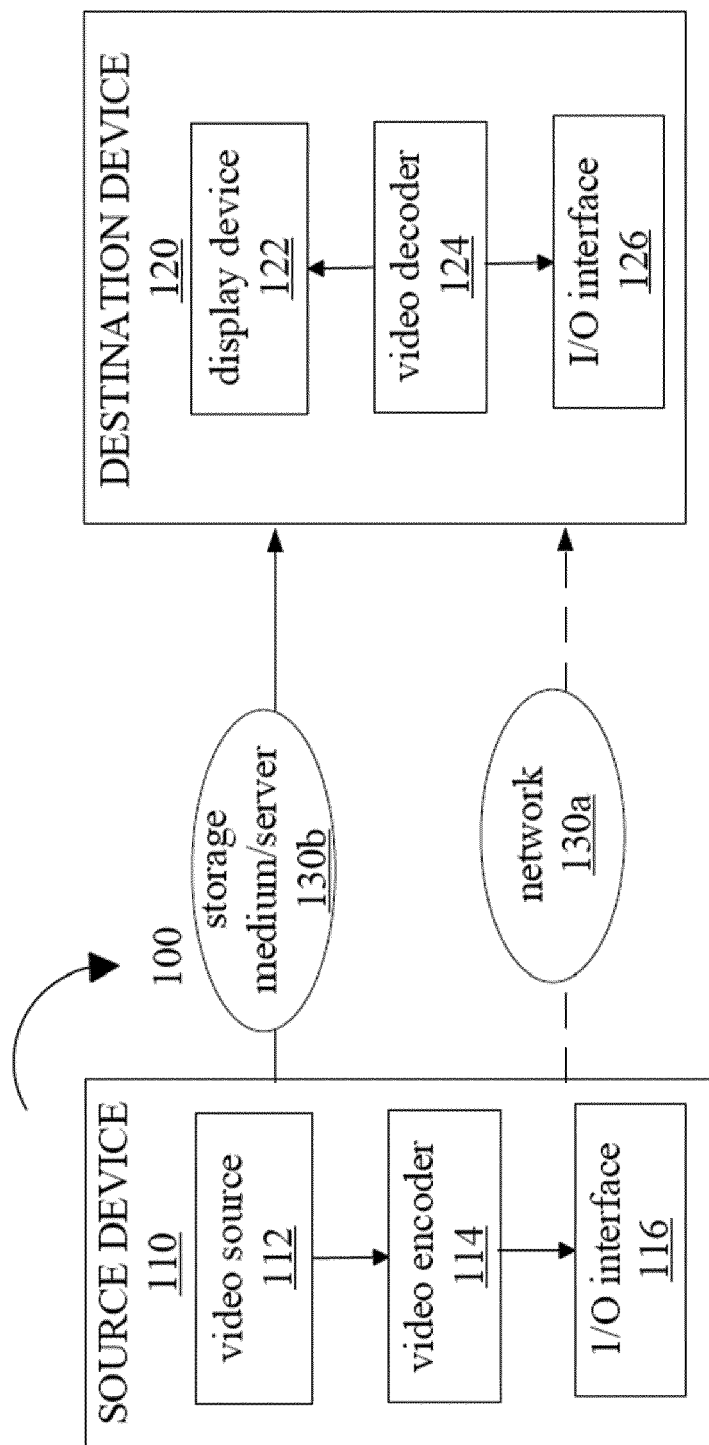 SOURCE DEVICE
110
video source
112
video encoder
114
I/O interface
116
100
storage
medium/server
130b
network
130a
DESTINATION DEVICE
120
display device
122
video decoder
124
I/O interface
126